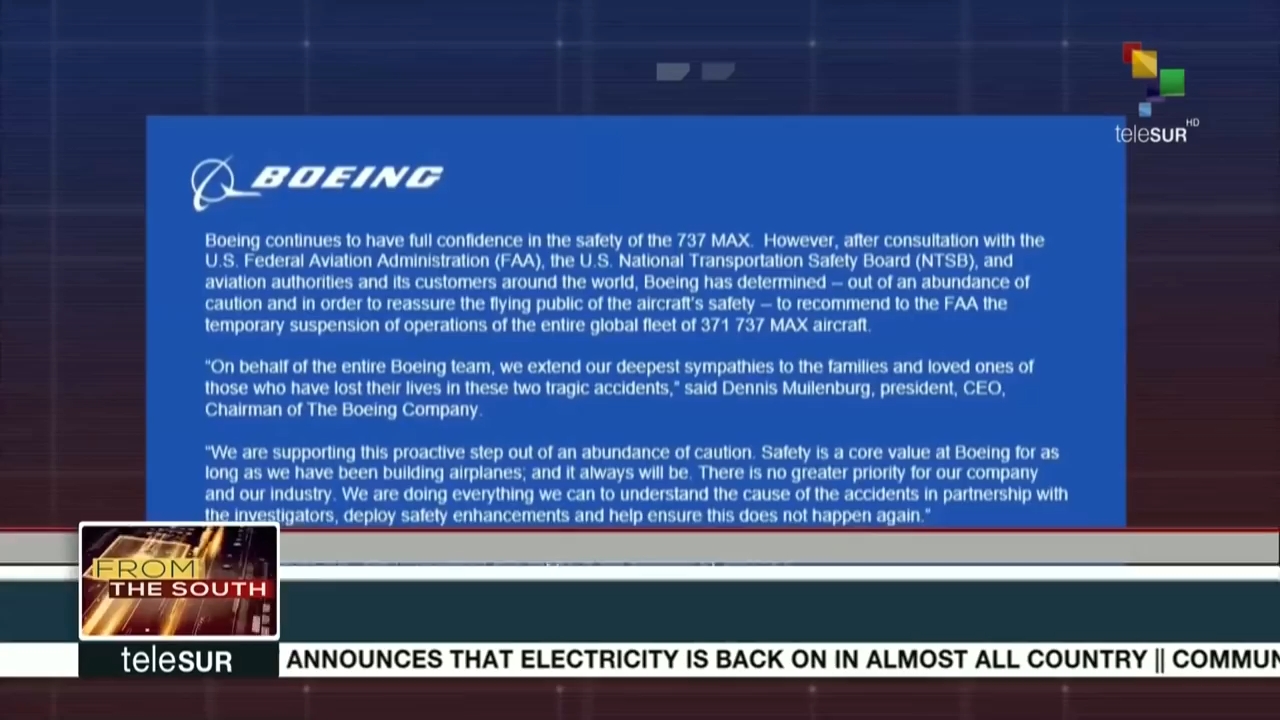 HD
teleSUR
BOEING
Boeing continues to have full confidence in the safety of the 737 MAX. However, after consultation with the
U.S. Federal Aviation Administration (FAA), the U.S. National Transportation Safety Board (NTSB), and
aviation authorities and its customers around the world, Boeing has determined – out of an abundance of
caution and in order to reassure the flying public of the aircraft's safety – to recommend to the FAA the
temporary suspension of operations of the entire global fleet of 371 737 MAX aircraft.
"On behalf of the entire Boeing team, we extend our deepest sympathies to the families and loved ones of
those who have lost their lives in these two tragic accidents," said Dennis Muilenburg, president, CEO,
Chairman of The Boeing Company.
"We are supporting this proactive step out of an abundance of caution. Safety is a core value at Boeing for as
long as we have been building airplanes; and it always will be. There is no greater priority for our company
and our industry. We are doing everything we can to understand the cause of the accidents in partnership with
the investigators, deploy safety enhancements and help ensure this does not happen again."
FROM
THE SOUTH
teleSUR
ANNOUNCES THAT ELECTRICITY IS BACK ON IN ALMOST ALL COUNTRY || COMMUN